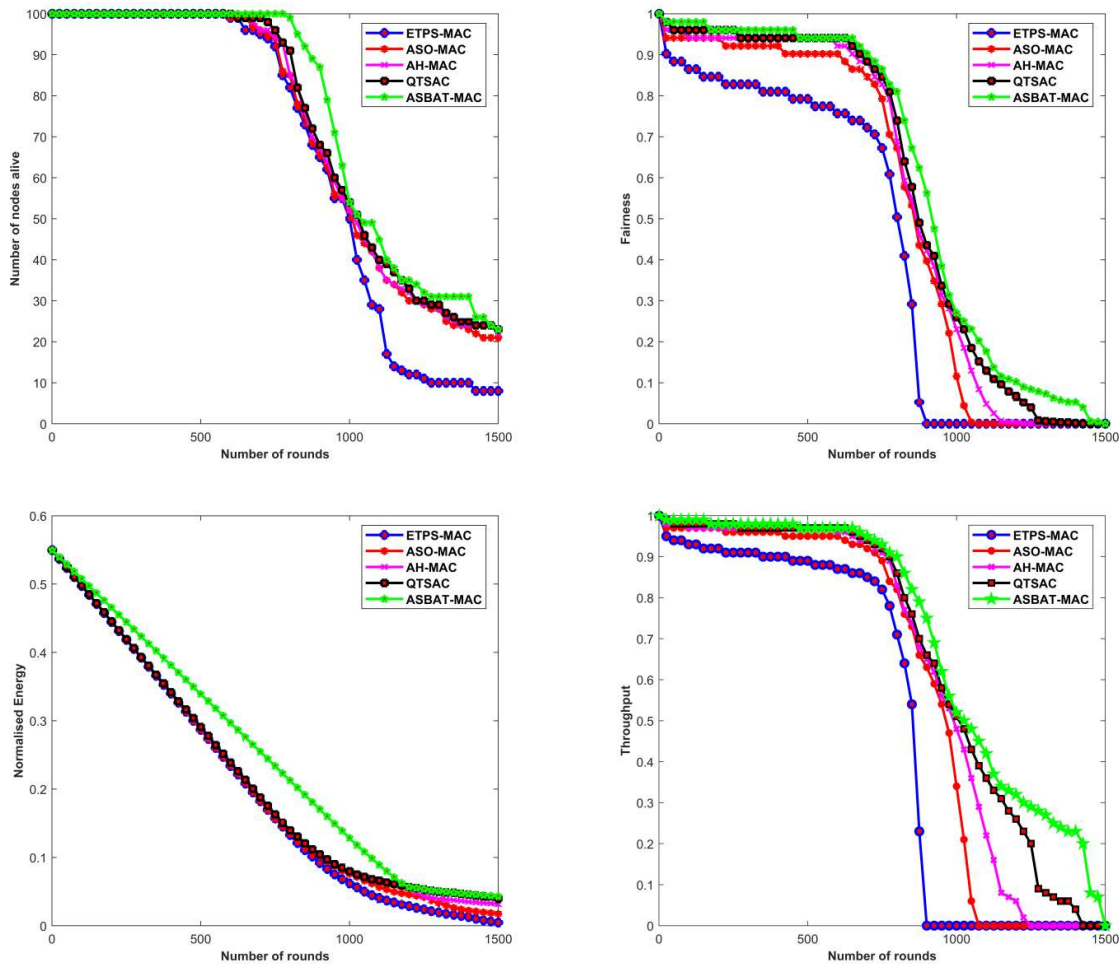 100
90
80
70
60
50
40
30
20
10
0
Number of nodes alive
0 500 1000 1500
Number of rounds
ETPS-MAC
ASO-MAC
AH-MAC
QTSAC
ASBAT-MAC
1
0.9
0.8
0.7
0.6
0.5
0.4
0.3
0.2
0.1
0
Fairness
0 500 1000 1500
Number of rounds
ETPS-MAC
ASO-MAC
AH-MAC
QTSAC
ASBAT-MAC
0.6
0.5
0.4
0.3
0.2
0.1
0
Normalised Energy
0 500 1000 1500
Number of rounds
ETPS-MAC
ASO-MAC
AH-MAC
QTSAC
ASBAT-MAC
1
0.9
0.8
0.7
0.6
0.5
0.4
0.3
0.2
0.1
0
Throughput
0 500 1000 1500
Number of rounds
ETPS-MAC
ASO-MAC
AH-MAC
QTSAC
ASBAT-MAC